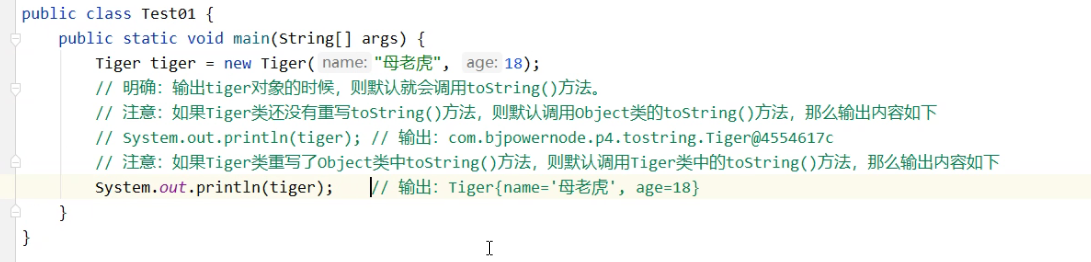 public class Test01 {
public static void main(String[] args) {
Tiger tiger = new Tiger( name: "母老虎", age: 18);
// 明确：输出tiger对象的时候，则默认就会调用toString()方法。
// 注意：如果Tiger类还没有重写toString()方法，则默认调用Object类的toString()方法，那么输出内容如下
// System.out.println(tiger); // 输出：com.bjpowernode.p4.tostring.Tiger@4554617c
// 注意：如果Tiger类重写了Object类中toString()方法，则默认调用Tiger类中的toString()方法，那么输出内容如下
System.out.println(tiger); // 输出：Tiger{name='母老虎', age=18}
}
}